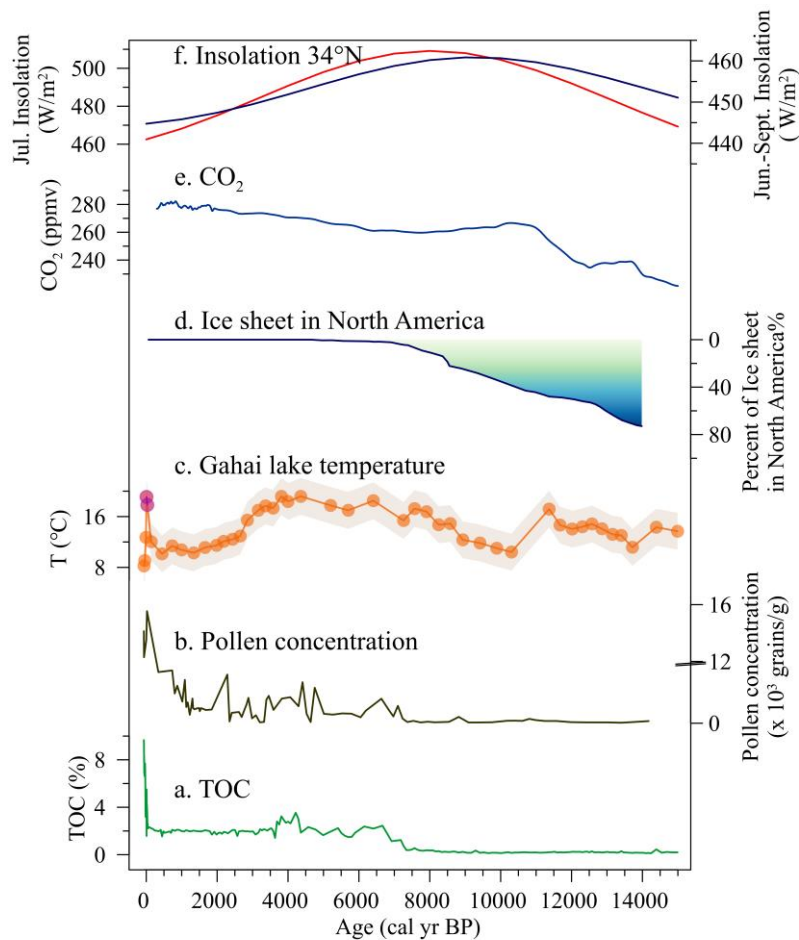 f. Insolation 34°N
Jul. Insolation
(W/m²)
500
480
460
460
450
440
Jun.-Sept. Insolation
( W/m²)
e. CO₂
CO₂ (ppmv)
280
260
240
d. Ice sheet in North America
0
40
80
Percent of Ice sheet
in North America%
c. Gahai lake temperature
T (°C)
16
8
b. Pollen concentration
16
12
0
Pollen concentration
(x 10³ grains/g)
a. TOC
TOC (%)
8
4
0
0 2000 4000 6000 8000 10000 12000 14000
Age (cal yr BP)